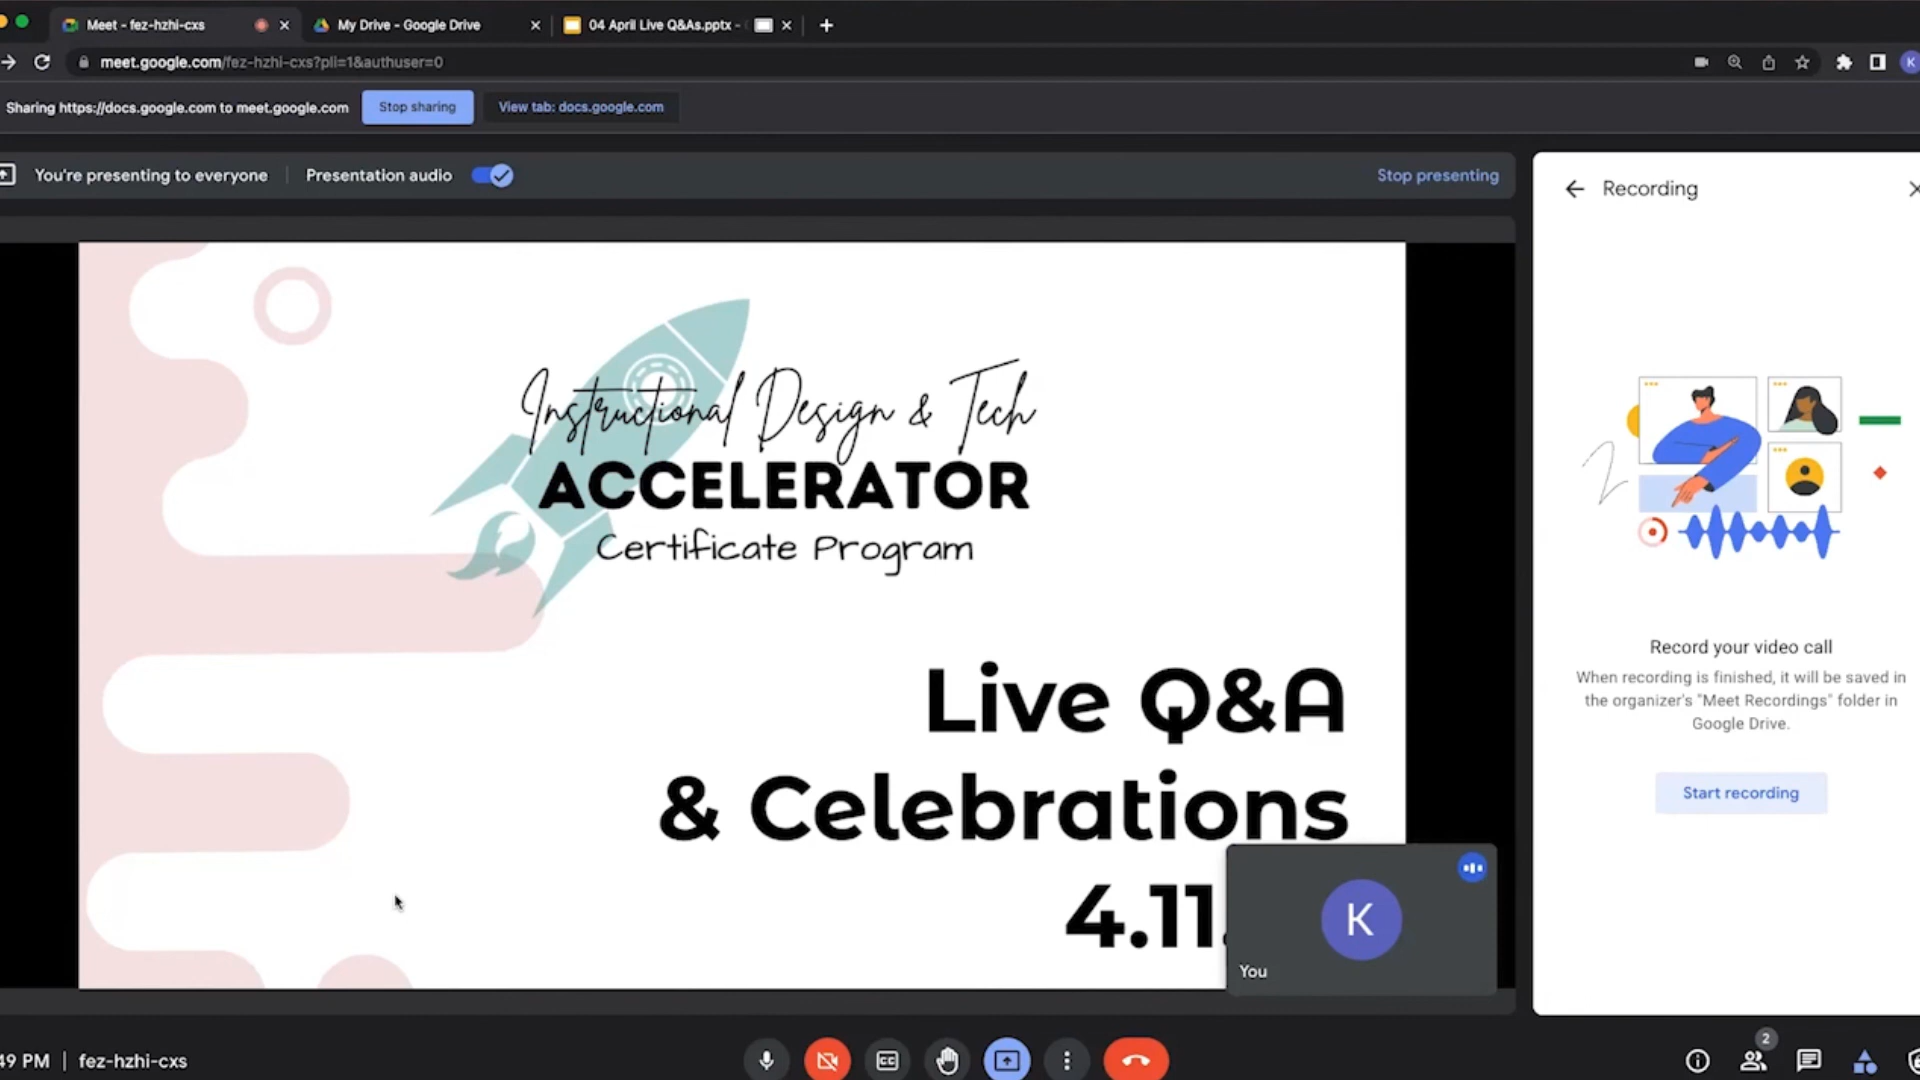 Meet - fez-hzhi-cxs
My Drive - Google Drive
04 April Live Q&As.pptx -
meet.google.com/fez-hzhi-cxs?pli=1&authuser=0
K
Sharing https://docs.google.com to meet.google.com
Stop sharing
View tab: docs.google.com
You're presenting to everyone
Presentation audio
Stop presenting
Instructional Design & Tech
ACCELERATOR
Certificate Program
Live Q&A
& Celebrations
4.11.
K
You
Recording
Record your video call
When recording is finished, it will be saved in
the organizer's "Meet Recordings" folder in
Google Drive.
Start recording
49 PM | fez-hzhi-cxs
CC
2